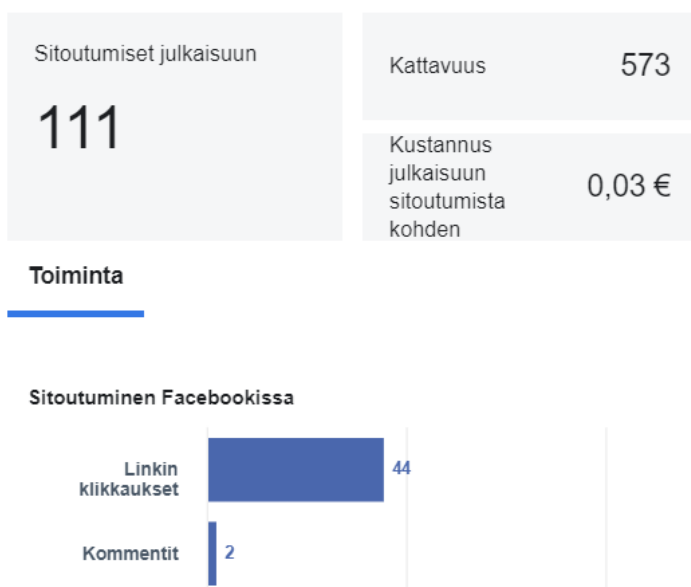 Sitoutumiset julkaisuun
111
Kattavuus 573
Kustannus
julkaisuun
sitoutumista
kohden
0,03 €
Toiminta
Sitoutuminen Facebookissa
Linkin
klikkaukset
44
Kommentit 2